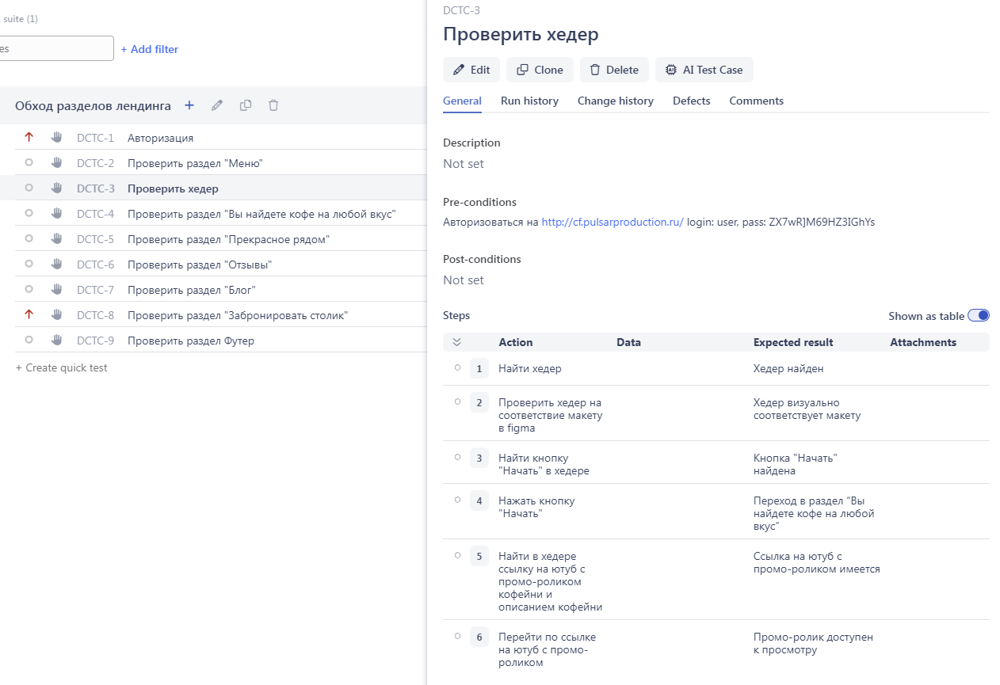 suite (1)
es
+ Add filter
Обход разделов лендинга
DCTC-1 Авторизация
DCTC-2 Проверить раздел "Меню"
DCTC-3 Проверить хедер
DCTC-4 Проверить раздел "Вы найдете кофе на любой вкус"
DCTC-5 Проверить раздел "Прекрасное рядом"
DCTC-6 Проверить раздел "Отзывы"
DCTC-7 Проверить раздел "Блог"
DCTC-8 Проверить раздел "Забронировать столик"
DCTC-9 Проверить раздел Футер
+ Create quick test
DCTC-3
Проверить хедер
Edit Clone Delete AI Test Case
General Run history Change history Defects Comments
Description
Not set
Pre-conditions
Авторизоваться на http://cf.pulsarproduction.ru/ login: user, pass: ZX7wRJM69HZ3IGhYs
Post-conditions
Not set
Steps
Shown as table
Action Data Expected result Attachments
1 Найти хедер
Хедер найден
2 Проверить хедер на
соответствие макету
в figma
Хедер визуально
соответствует макету
3 Найти кнопку
"Начать" в хедере
Кнопка "Начать"
найдена
4 Нажать кнопку
"Начать"
Переход в раздел “Вы
найдете кофе на любой
вкус”
5 Найти в хедере
ссылку на ютуб с
промо-роликом
кофейни и
описанием кофейни
Ссылка на ютуб с
промо-роликом имеется
6 Перейти по ссылке
на ютуб с промо-
роликом
Промо-ролик доступен
к просмотру